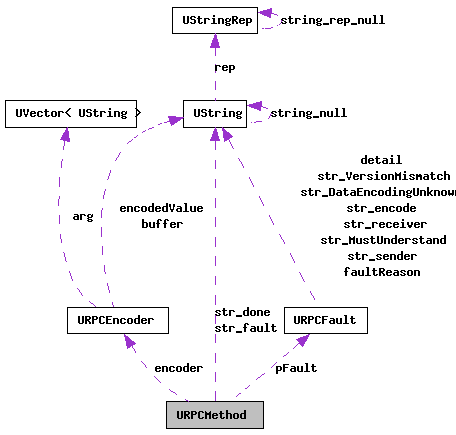 UStringRep
string_rep_null
rep
UVector< UString >
UString
string_null
detail
str_VersionMismatch
str_DataEncodingUnknown
str_encode
str_receiver
str_MustUnderstand
str_sender
faultReason
encodedValue
buffer
arg
URPCEncoder
str_done
str_fault
URPCFault
encoder
pFault
URPCMethod